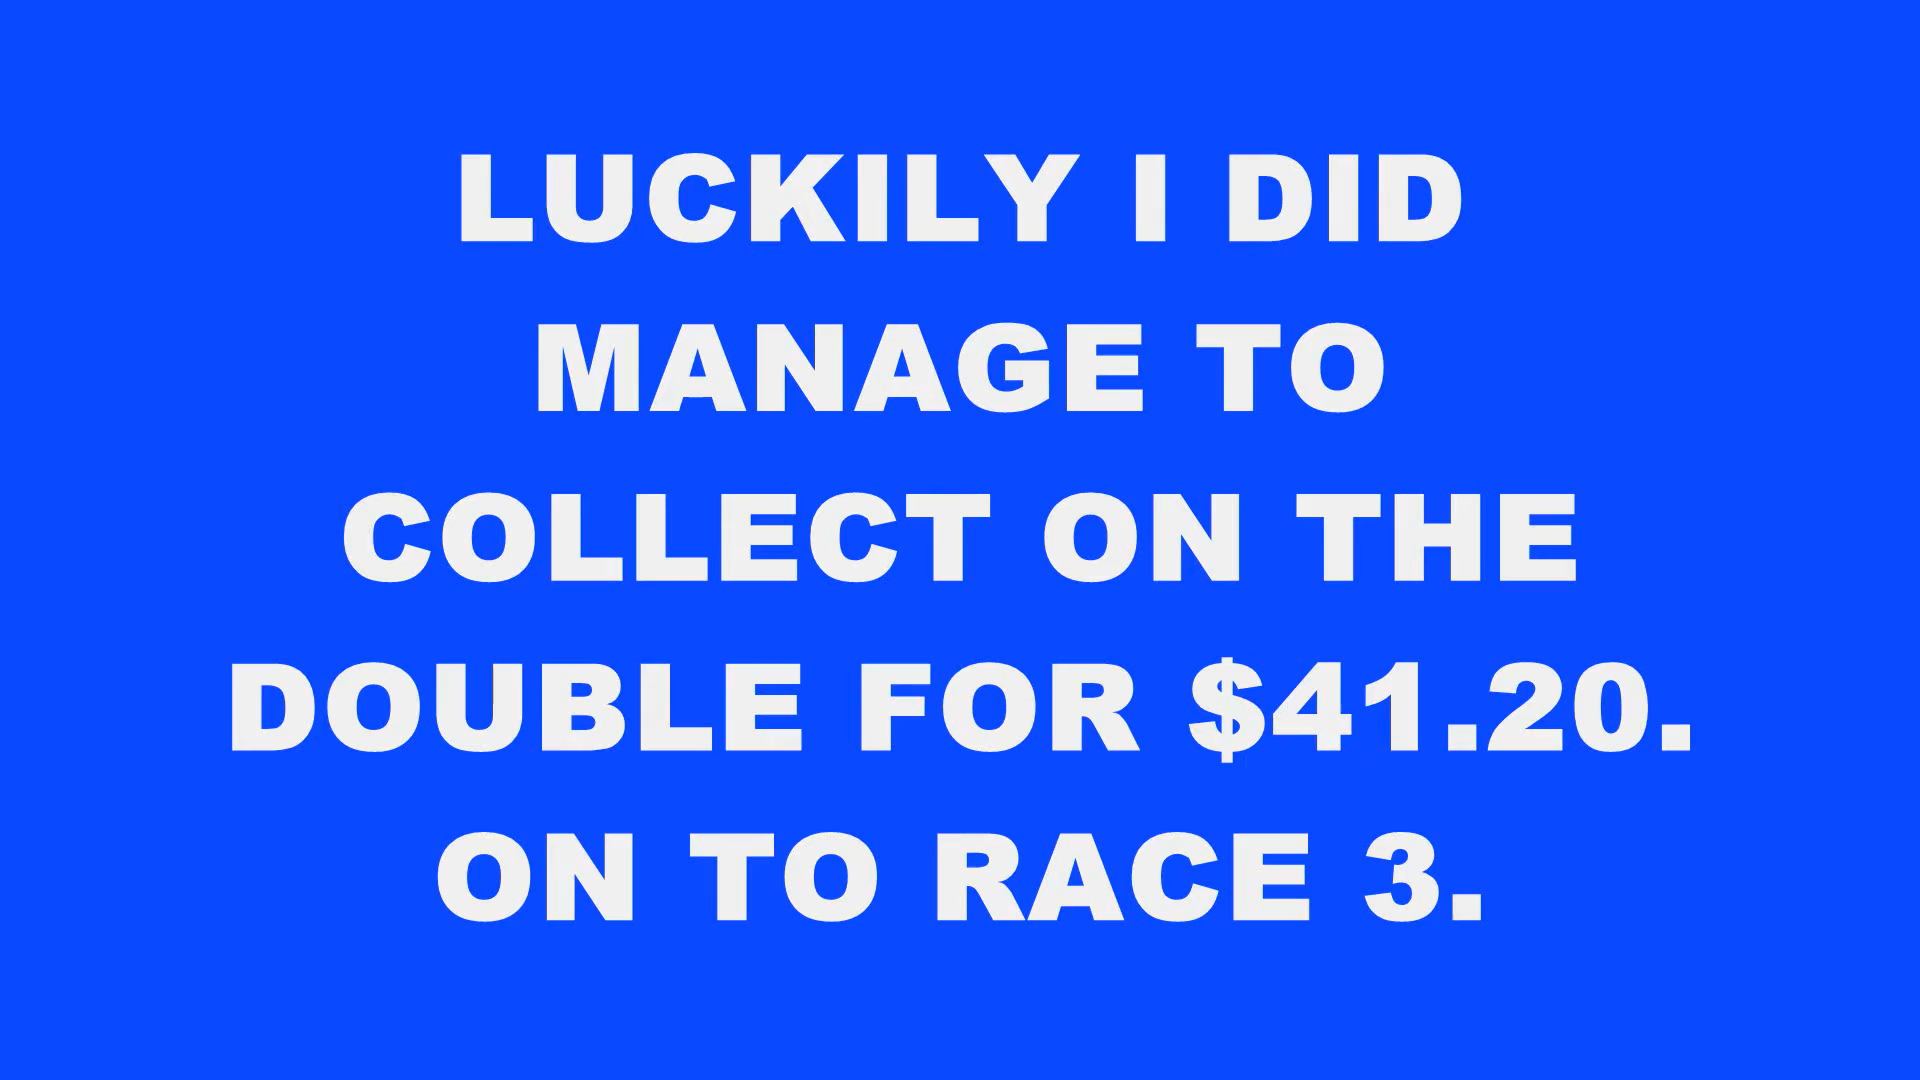 LUCKILY I DID
MANAGE TO
COLLECT ON THE
DOUBLE FOR $41.20.
ON TO RACE 3.